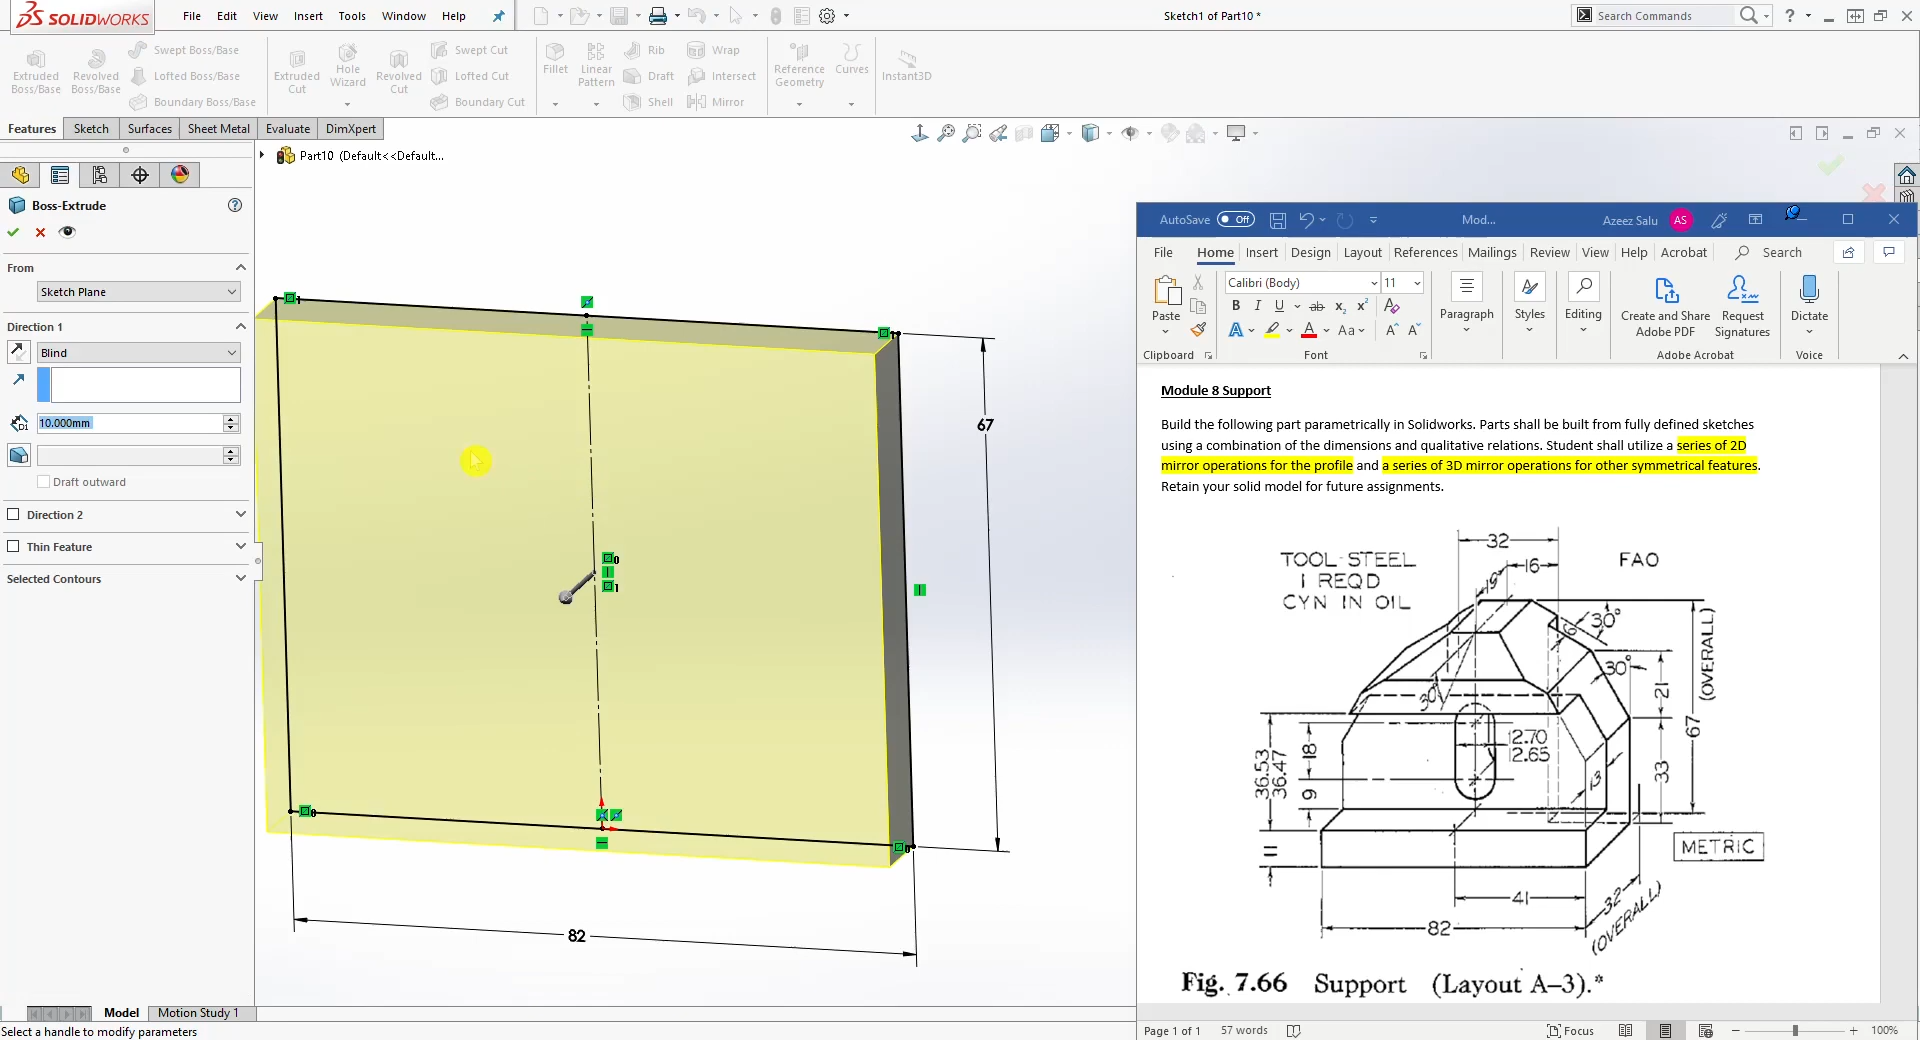 SOLIDWORKS
File Edit View Insert Tools Window Help
Sketch1 of Part10 *
Search Commands
?
Extruded Boss/Base
Revolved Boss/Base
Swept Boss/Base
Lofted Boss/Base
Boundary Boss/Base
Extruded Cut
Hole Wizard
Revolved Cut
Swept Cut
Lofted Cut
Boundary Cut
Fillet
Linear Pattern
Rib
Draft
Shell
Wrap
Intersect
Mirror
Reference Geometry
Curves
Instant3D
Features Sketch Surfaces Sheet Metal Evaluate DimXpert
Part10 (Default<<Default...
Boss-Extrude
From
Sketch Plane
Direction 1
Blind
10.000mm
Draft outward
Direction 2
Thin Feature
Selected Contours
67
82
Model Motion Study 1
Select a handle to modify parameters
AutoSave Off
Mod...
Azeez Salu AS
File Home Insert Design Layout References Mailings Review View Help Acrobat Search
Paste
Clipboard
Calibri (Body) 11
B I U ab x₂ x²
A A Aa A A
Font
Paragraph
Styles
Editing
Create and Share Adobe PDF
Request Signatures
Adobe Acrobat
Dictate
Voice
Module 8 Support
Build the following part parametrically in Solidworks. Parts shall be built from fully defined sketches
using a combination of the dimensions and qualitative relations. Student shall utilize a series of 2D
mirror operations for the profile and a series of 3D mirror operations for other symmetrical features.
Retain your solid model for future assignments.
TOOL-STEEL
1 REQD
CYN IN OIL
FAO
32
16
19
30°
6
30°
30°
21
(OVERALL)
67
33
36.53
36.47
18
9
12.70
12.65
13
11
METRIC
41
82
32
(OVERALL)
Fig. 7.66 Support (Layout A–3).*
Page 1 of 1 57 words
Focus
100%